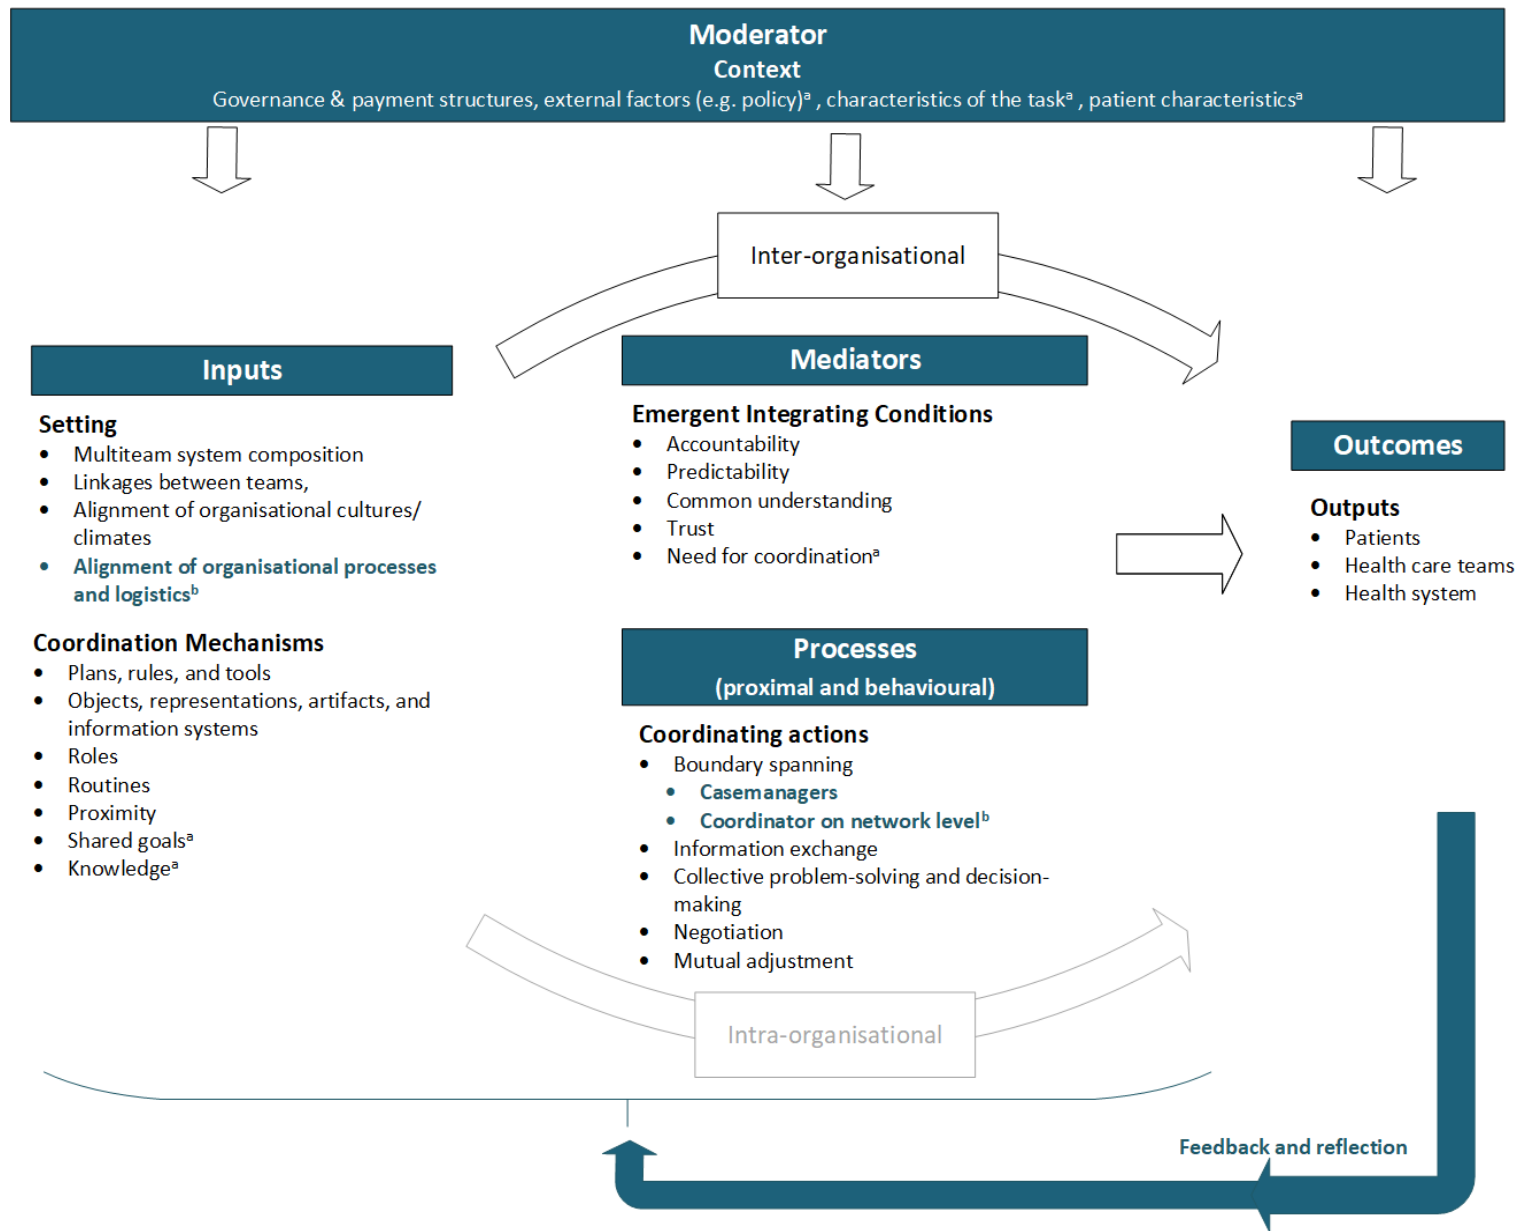 Moderator
Context
Governance & payment structures, external factors (e.g. policy)ᵃ , characteristics of the taskᵃ , patient characteristicsᵃ
Inter-organisational
Inputs
Setting
• Multiteam system composition
• Linkages between teams,
• Alignment of organisational cultures/
climates
• Alignment of organisational processes
and logisticsᵇ
Coordination Mechanisms
• Plans, rules, and tools
• Objects, representations, artifacts, and
information systems
• Roles
• Routines
• Proximity
• Shared goalsᵃ
• Knowledgeᵃ
Mediators
Emergent Integrating Conditions
• Accountability
• Predictability
• Common understanding
• Trust
• Need for coordinationᵃ
Processes
(proximal and behavioural)
Coordinating actions
• Boundary spanning
• Casemanagers
• Coordinator on network levelᵇ
• Information exchange
• Collective problem-solving and decision-
making
• Negotiation
• Mutual adjustment
Intra-organisational
Outcomes
Outputs
• Patients
• Health care teams
• Health system
Feedback and reflection